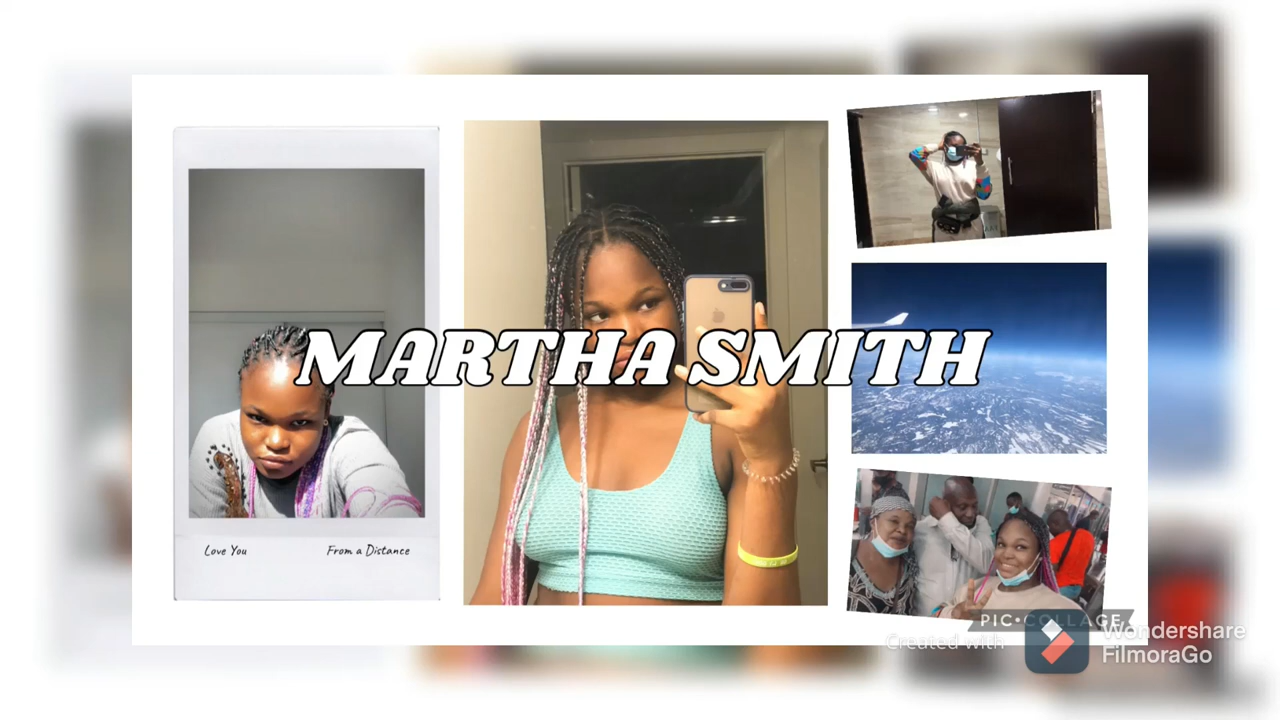 MARTHA SMITH
Love You From a Distance
PIC•COLLAGE
Created with
Wondershare
FilmoraGo